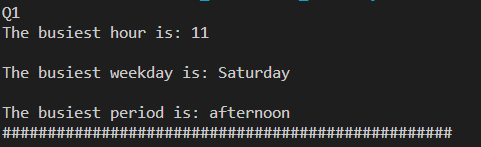 Q1
The busiest hour is: 11
The busiest weekday is: Saturday
The busiest period is: afternoon
##################################################